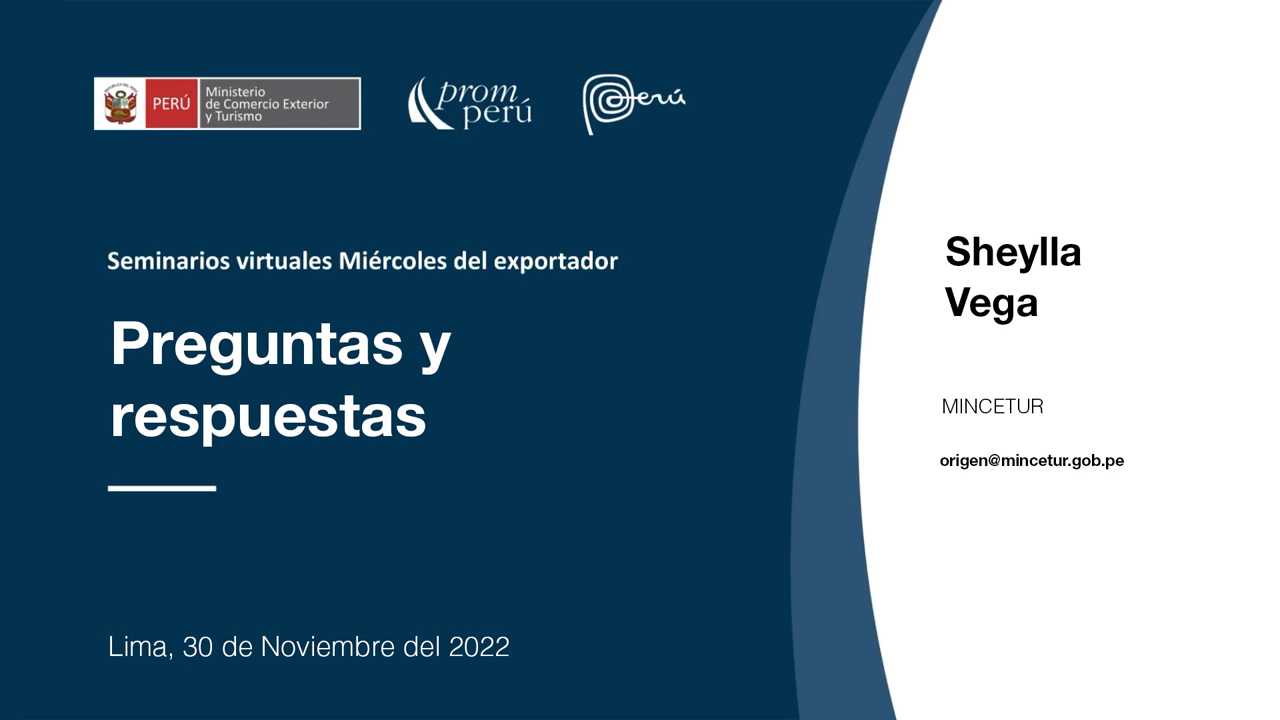 PERÚ
Ministerio
de Comercio Exterior
y Turismo
prom
perú
Perú
Seminarios virtuales Miércoles del exportador
Preguntas y
respuestas
Lima, 30 de Noviembre del 2022
Sheylla
Vega
MINCETUR
origen@mincetur.gob.pe